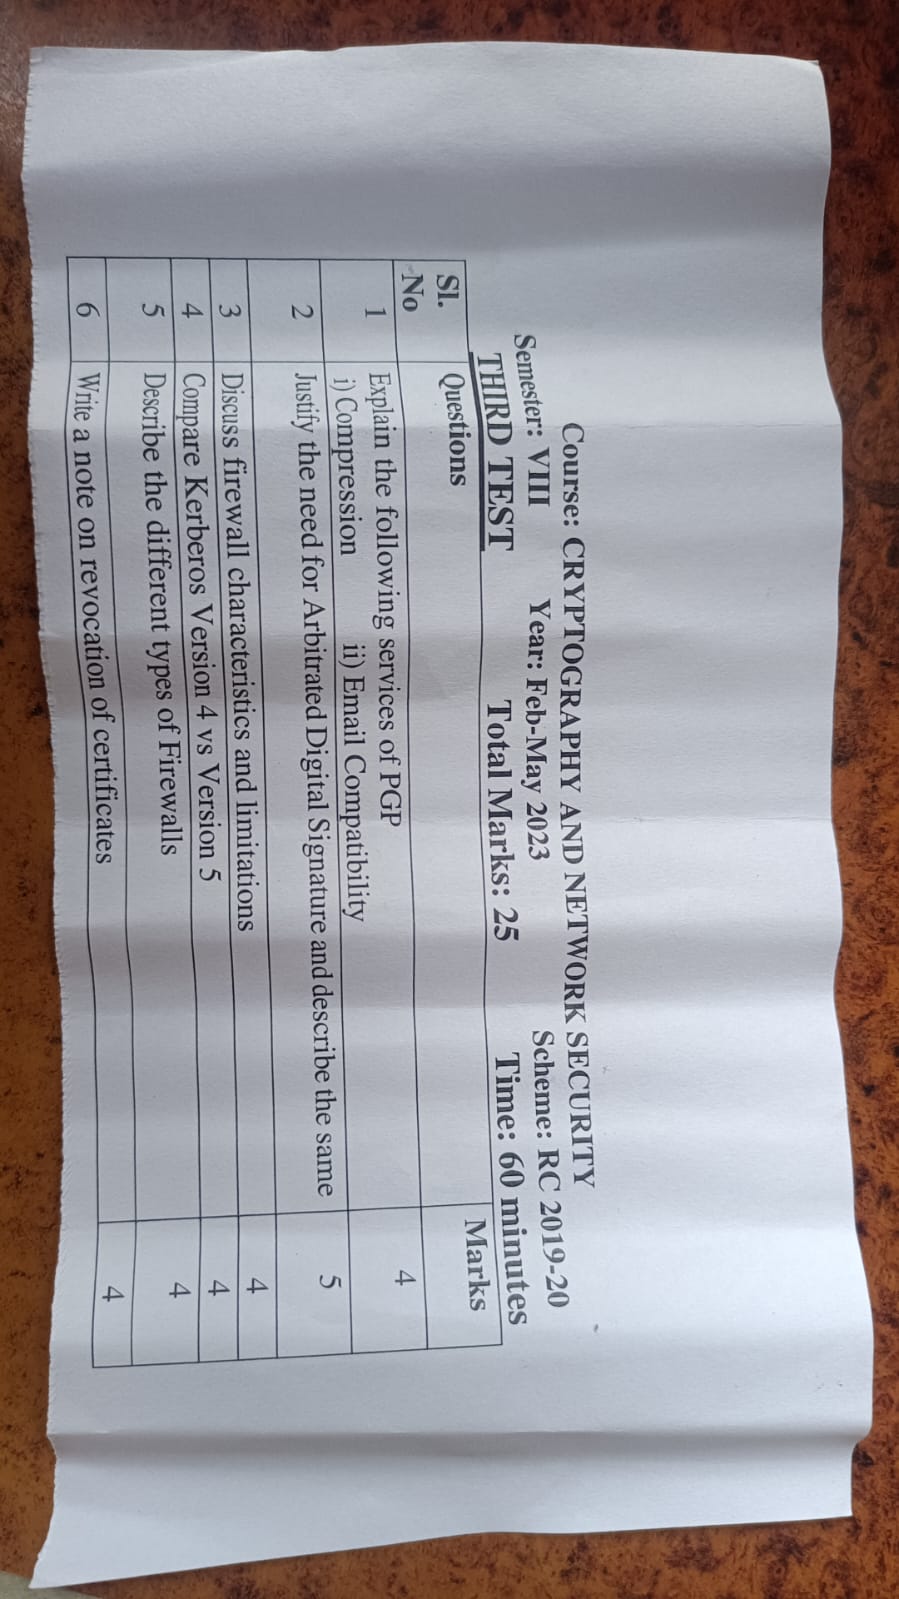 Course: CRYPTOGRAPHY AND NETWORK SECURITY
Semester: VIII Year: Feb-May 2023 Scheme: RC 2019-20
THIRD TEST Total Marks: 25 Time: 60 minutes
Sl. No Questions Marks
1 Explain the following services of PGP 4
i) Compression ii) Email Compatibility
2 Justify the need for Arbitrated Digital Signature and describe the same 5
3 Discuss firewall characteristics and limitations 4
4 Compare Kerberos Version 4 vs Version 5 4
5 Describe the different types of Firewalls 4
6 Write a note on revocation of certificates 4